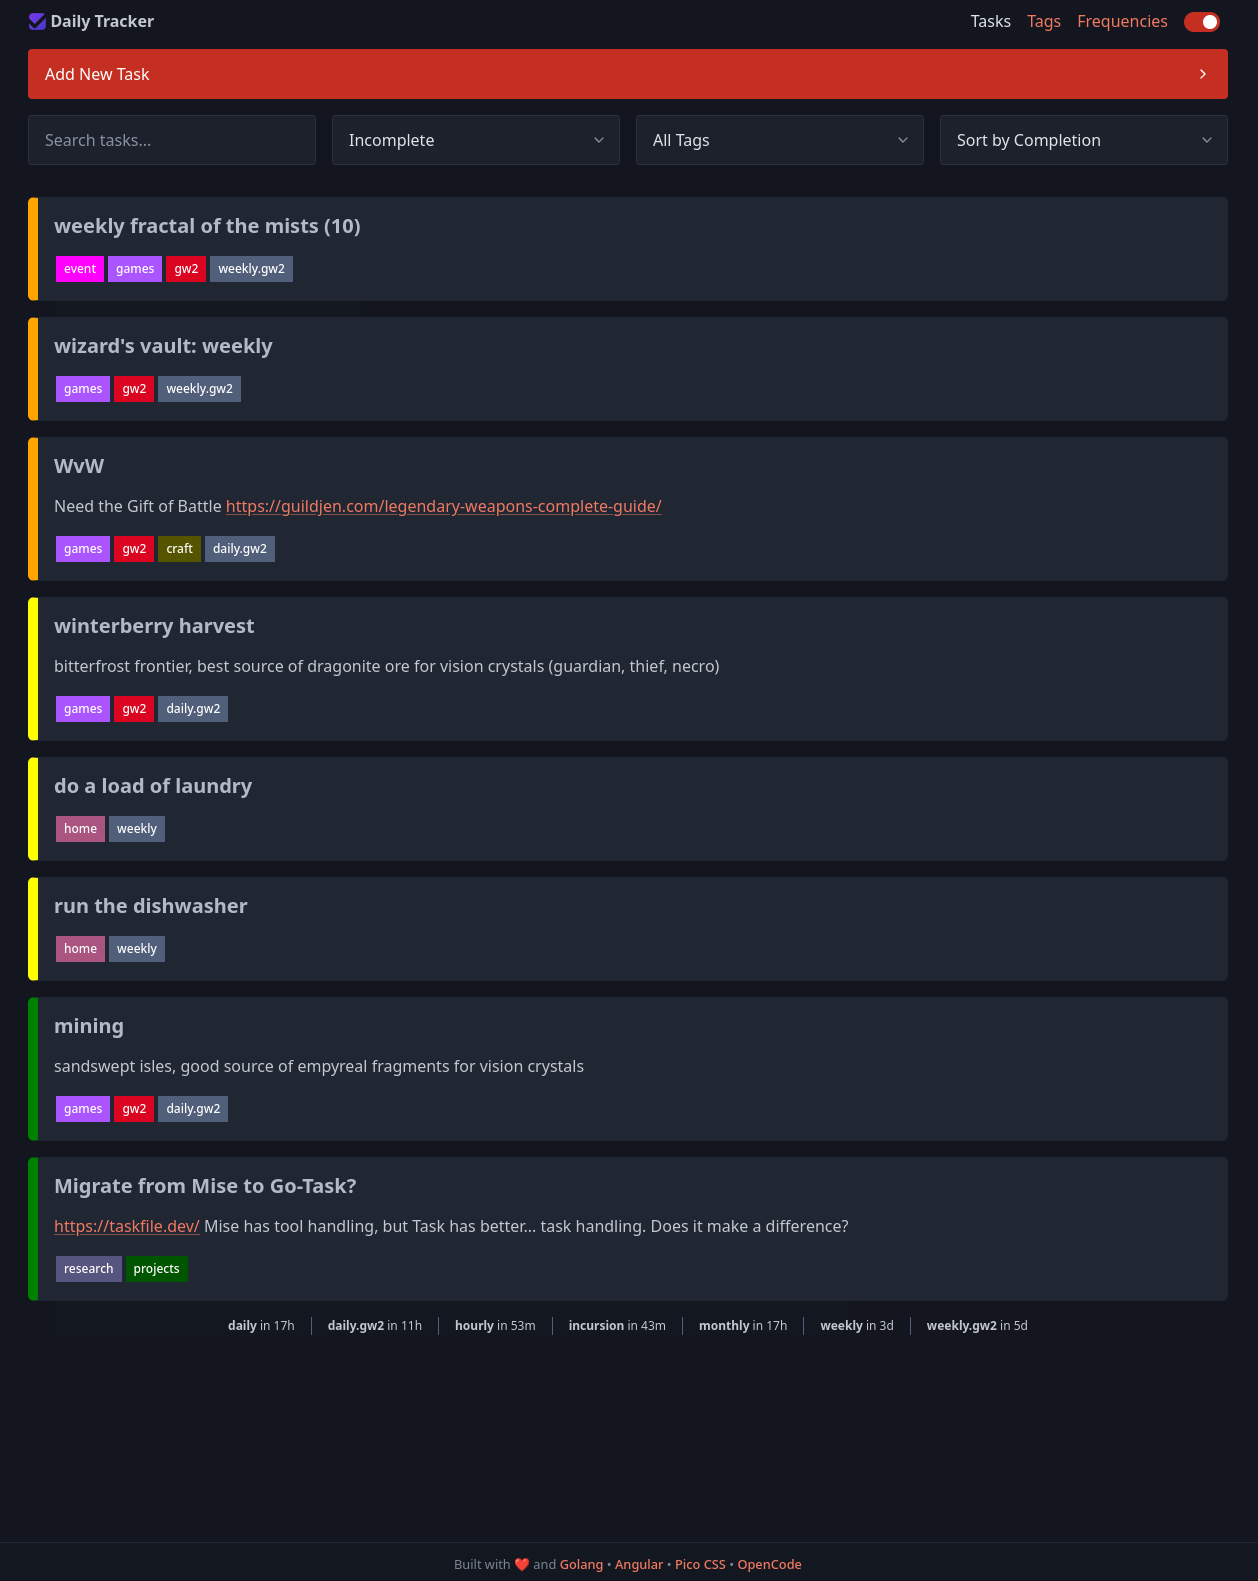 Daily Tracker Tasks Tags Frequencies
Add New Task
Search tasks... Incomplete All Tags Sort by Completion
weekly fractal of the mists (10)
event games gw2 weekly.gw2
wizard's vault: weekly
games gw2 weekly.gw2
WvW
Need the Gift of Battle https://guildjen.com/legendary-weapons-complete-guide/
games gw2 craft daily.gw2
winterberry harvest
bitterfrost frontier, best source of dragonite ore for vision crystals (guardian, thief, necro)
games gw2 daily.gw2
do a load of laundry
home weekly
run the dishwasher
home weekly
mining
sandswept isles, good source of empyreal fragments for vision crystals
games gw2 daily.gw2
Migrate from Mise to Go-Task?
https://taskfile.dev/ Mise has tool handling, but Task has better... task handling. Does it make a difference?
research projects
daily in 17h daily.gw2 in 11h hourly in 53m incursion in 43m monthly in 17h weekly in 3d weekly.gw2 in 5d
Built with ❤️ and Golang • Angular • Pico CSS • OpenCode